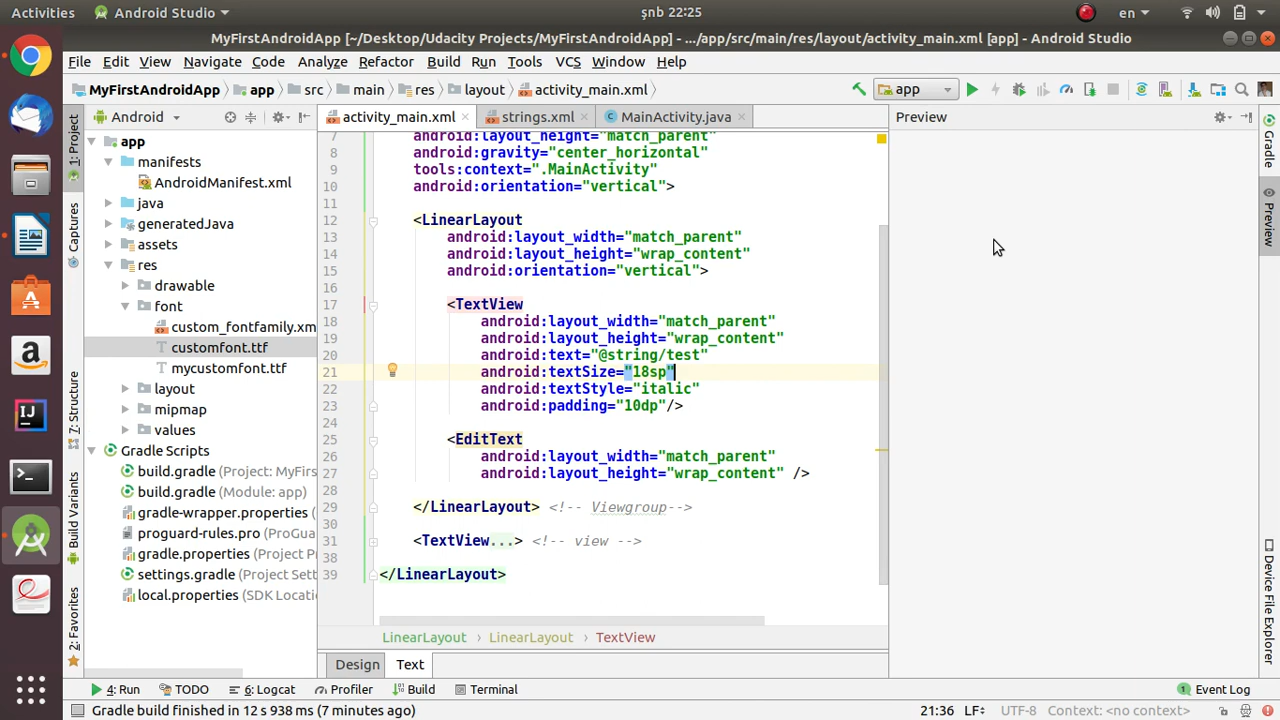 Activities
Android Studio
şnb 22:25
en
MyFirstAndroidApp [~/Desktop/Udacity Projects/MyFirstAndroidApp] - .../app/src/main/res/layout/activity_main.xml [app] - Android Studio
File Edit View Navigate Code Analyze Refactor Build Run Tools VCS Window Help
MyFirstAndroidApp app src main res layout activity_main.xml
app
Android
activity_main.xml
strings.xml
MainActivity.java
Preview
1: Project
Captures
7: Structure
Build Variants
2: Favorites
app
manifests
AndroidManifest.xml
java
generatedJava
assets
res
drawable
font
custom_fontfamily.xm
customfont.ttf
mycustomfont.ttf
layout
mipmap
values
Gradle Scripts
build.gradle (Project: MyFirs
build.gradle (Module: app)
gradle-wrapper.properties
proguard-rules.pro (ProGua
gradle.properties (Project P
settings.gradle (Project Set
local.properties (SDK Locatio
7 android:layout_height="match_parent"
8 android:gravity="center_horizontal"
9 tools:context=".MainActivity"
10 android:orientation="vertical">
11
12 <LinearLayout
13 android:layout_width="match_parent"
14 android:layout_height="wrap_content"
15 android:orientation="vertical">
16
17 <TextView
18 android:layout_width="match_parent"
19 android:layout_height="wrap_content"
20 android:text="@string/test"
21 android:textSize="18sp"
22 android:textStyle="italic"
23 android:padding="10dp"/>
24
25 <EditText
26 android:layout_width="match_parent"
27 android:layout_height="wrap_content" />
28
29 </LinearLayout> <!-- Viewgroup-->
30
31 <TextView...> <!-- view -->
38
39 </LinearLayout>
LinearLayout › LinearLayout › TextView
Design Text
Gradle
Preview
Device File Explorer
4: Run TODO 6: Logcat Profiler Build Terminal
1 Event Log
Gradle build finished in 12 s 938 ms (7 minutes ago)
21:36 LF UTF-8 Context: <no context>